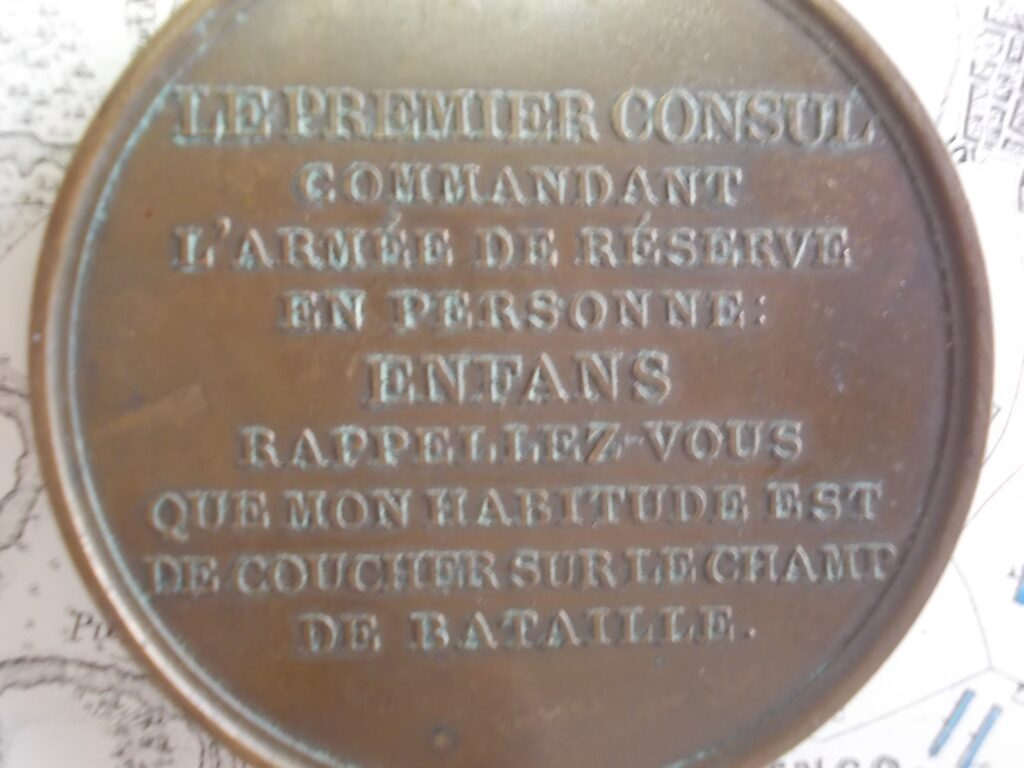 LE PREMIER CONSUL
COMMANDANT
L'ARMÉE DE RÉSERVE
EN PERSONNE:
ENFANS
RAPPELLEZ-VOUS
QUE MON HABITUDE EST
DE COUCHER SUR LE CHAMP
DE BATAILLE.